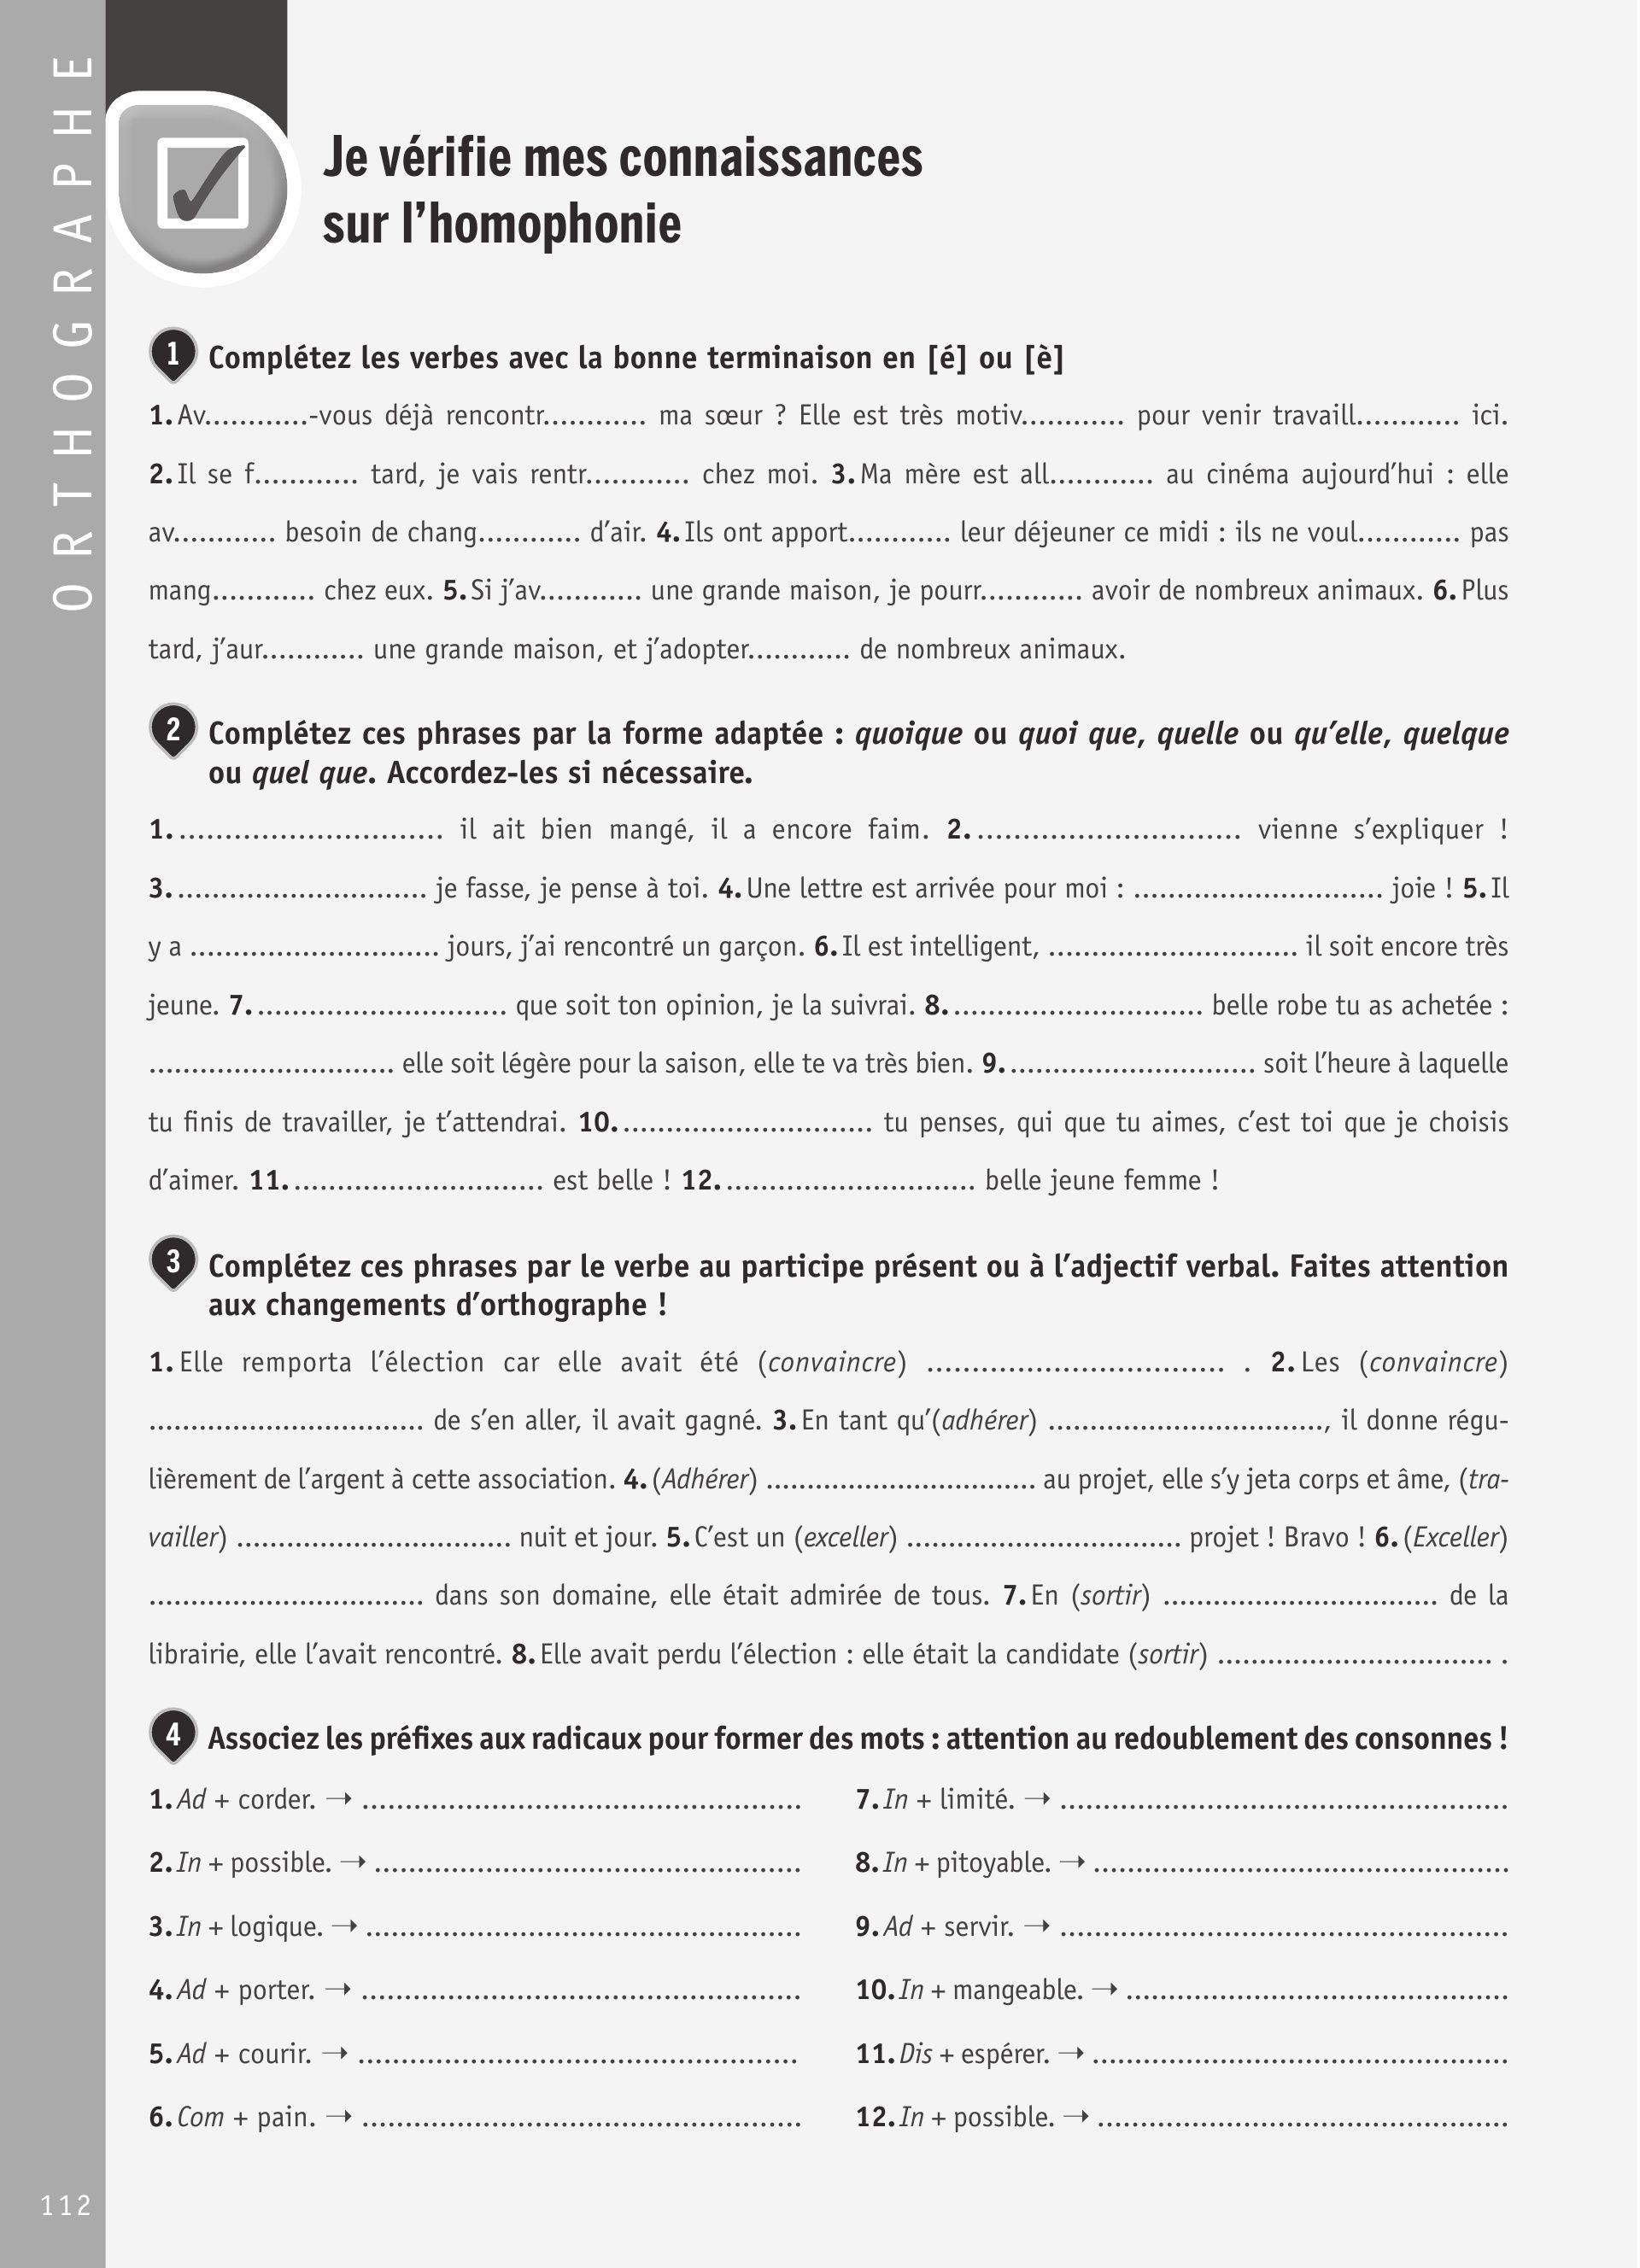 ORTHOGRAPHE
Je vérifie mes connaissances
sur l’homophonie
1 Complétez les verbes avec la bonne terminaison en [é] ou [è]
1. Av............-vous déjà rencontr............ ma sœur ? Elle est très motiv............ pour venir travaill............ ici.
2. Il se f............ tard, je vais rentr............ chez moi. 3. Ma mère est all............ au cinéma aujourd’hui : elle
av............ besoin de chang............ d’air. 4. Ils ont apport............ leur déjeuner ce midi : ils ne voul............ pas
mang............ chez eux. 5. Si j’av............ une grande maison, je pourr............ avoir de nombreux animaux. 6. Plus
tard, j’aur............ une grande maison, et j’adopter............ de nombreux animaux.
2 Complétez ces phrases par la forme adaptée : quoique ou quoi que, quelle ou qu’elle, quelque
ou quel que. Accordez-les si nécessaire.
1. ............................. il ait bien mangé, il a encore faim. 2. ............................. vienne s’expliquer !
3. ............................. je fasse, je pense à toi. 4. Une lettre est arrivée pour moi : ............................. joie ! 5. Il
y a ............................. jours, j’ai rencontré un garçon. 6. Il est intelligent, ............................. il soit encore très
jeune. 7. ............................. que soit ton opinion, je la suivrai. 8. ............................. belle robe tu as achetée :
............................. elle soit légère pour la saison, elle te va très bien. 9. ............................. soit l’heure à laquelle
tu finis de travailler, je t’attendrai. 10. ............................. tu penses, qui que tu aimes, c’est toi que je choisis
d’aimer. 11. ............................. est belle ! 12. ............................. belle jeune femme !
3 Complétez ces phrases par le verbe au participe présent ou à l’adjectif verbal. Faites attention
aux changements d’orthographe !
1. Elle remporta l’élection car elle avait été (convaincre) ................................. . 2. Les (convaincre)
................................. de s’en aller, il avait gagné. 3. En tant qu’(adhérer) ................................., il donne régu-
lièrement de l’argent à cette association. 4. (Adhérer) ................................. au projet, elle s’y jeta corps et âme, (tra-
vailler) ................................. nuit et jour. 5. C’est un (exceller) ................................. projet ! Bravo ! 6. (Exceller)
................................. dans son domaine, elle était admirée de tous. 7. En (sortir) ................................. de la
librairie, elle l’avait rencontré. 8. Elle avait perdu l’élection : elle était la candidate (sortir) ................................. .
4 Associez les préfixes aux radicaux pour former des mots : attention au redoublement des consonnes !
1. Ad + corder. → ....................................................
2. In + possible. → ....................................................
3. In + logique. → ....................................................
4. Ad + porter. → ....................................................
5. Ad + courir. → ....................................................
6. Com + pain. → ....................................................
7. In + limité. → ....................................................
8. In + pitoyable. → ....................................................
9. Ad + servir. → ....................................................
10. In + mangeable. → ....................................................
11. Dis + espérer. → ....................................................
12. In + possible. → ....................................................
112